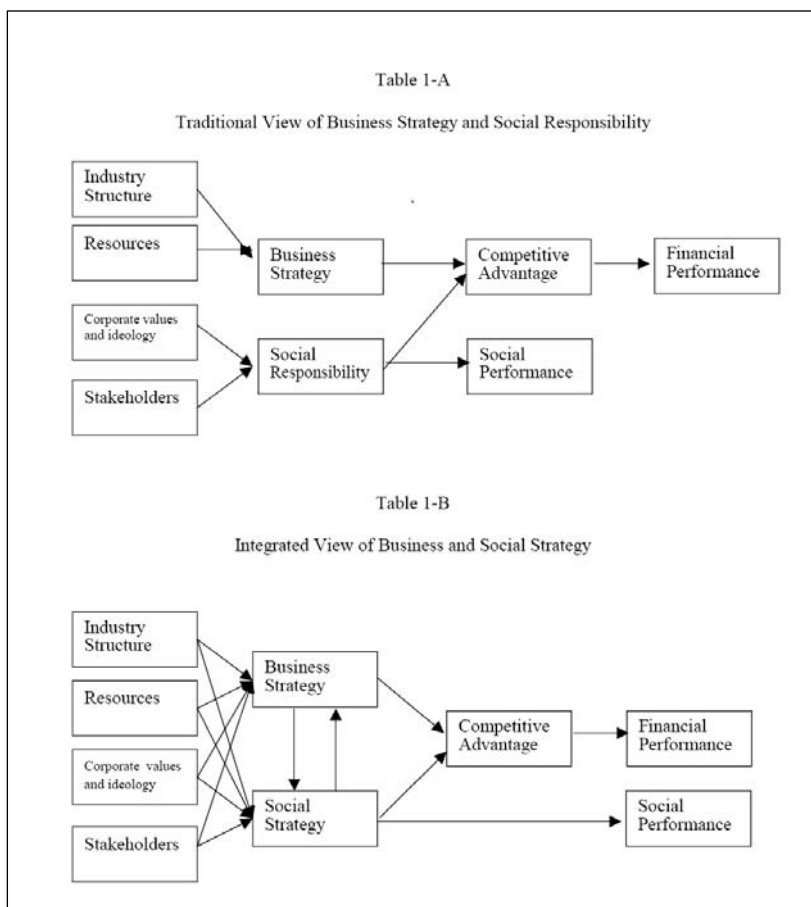 Table 1-A
Traditional View of Business Strategy and Social Responsibility
Industry
Structure
Resources
Corporate values
and ideology
Stakeholders
Business
Strategy
Social
Responsibility
Competitive
Advantage
Social
Performance
Financial
Performance
Table 1-B
Integrated View of Business and Social Strategy
Industry
Structure
Resources
Corporate values
and ideology
Stakeholders
Business
Strategy
Social
Strategy
Competitive
Advantage
Financial
Performance
Social
Performance